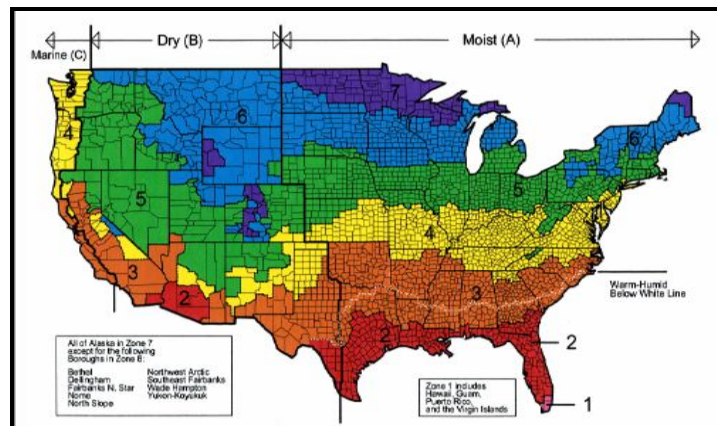 Marine (C)
Dry (B)
Moist (A)
7
6
6
4
5
5
4
3
3
2
2
Warm-Humid
Below White Line
2
1
All of Alaska in Zone 7
except for the following
Boroughs in Zone 8:
Bethel
Dellingham
Fairbanks N. Star
Nome
North Slope
Northwest Arctic
Southeast Fairbanks
Wade Hampton
Yukon-Koyukuk
Zone 1 includes
Hawaii, Guam,
Puerto Rico,
and the Virgin Islands